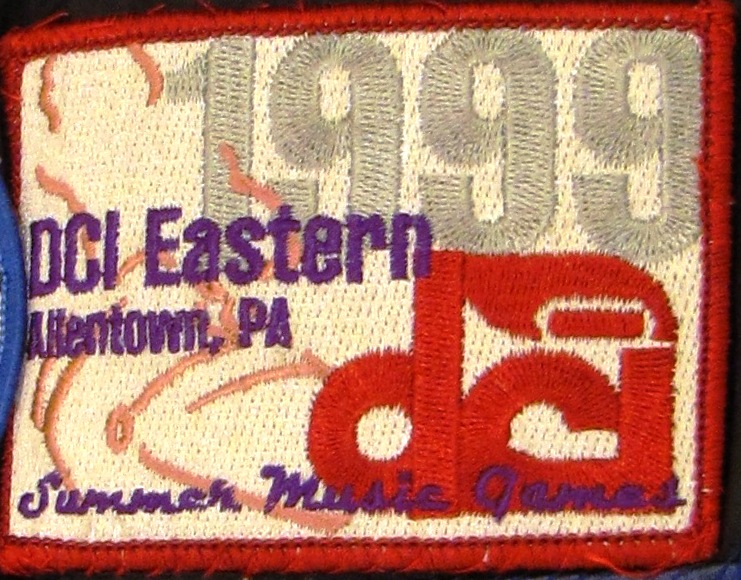 1999
DCI Eastern
Allentown, PA
dci
Summer Music Games